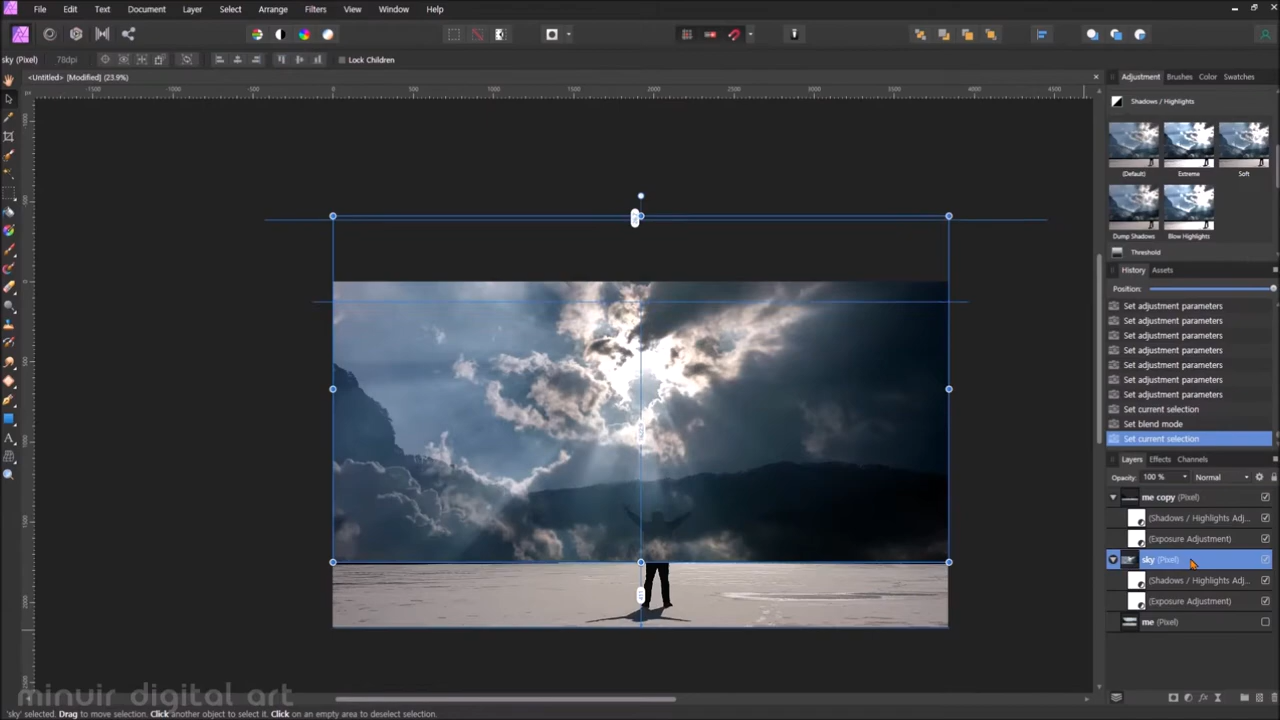 File Edit Text Document Layer Select Arrange Filters View Window Help
sky (Pixel) 78dpi Lock Children
<Untitled> [Modified] (23.9%)
Adjustment Brushes Color Swatches
Shadows / Highlights
(Default) Extreme Soft
Dump Shadows Blow Highlights
Threshold
History Assets
Position:
Set adjustment parameters
Set adjustment parameters
Set adjustment parameters
Set adjustment parameters
Set adjustment parameters
Set adjustment parameters
Set adjustment parameters
Set current selection
Set blend mode
Set current selection
Layers Effects Channels
Opacity: 100 % Normal
me copy (Pixel)
(Shadows / Highlights Adj...
(Exposure Adjustment)
sky (Pixel)
(Shadows / Highlights Adj...
(Exposure Adjustment)
me (Pixel)
minuir digital art
'sky' selected. Drag to move selection. Click another object to select it. Click on an empty area to deselect selection.